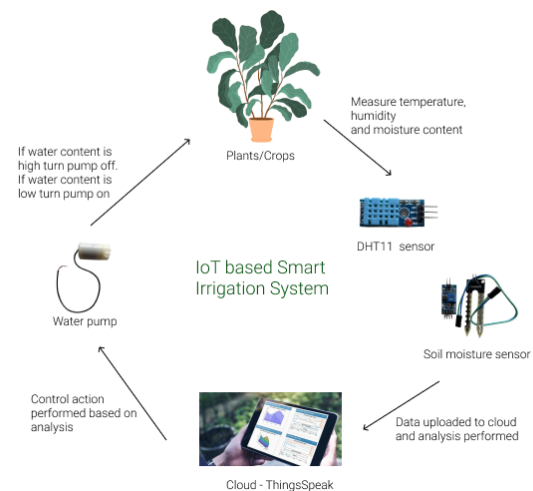 Plants/Crops
Measure temperature,
humidity
and moisture content
DHT11 sensor
Soil moisture sensor
Data uploaded to cloud
and analysis performed
Cloud - ThingsSpeak
Control action
performed based on
analysis
Water pump
If water content is
high turn pump off.
If water content is
low turn pump on
IoT based Smart
Irrigation System